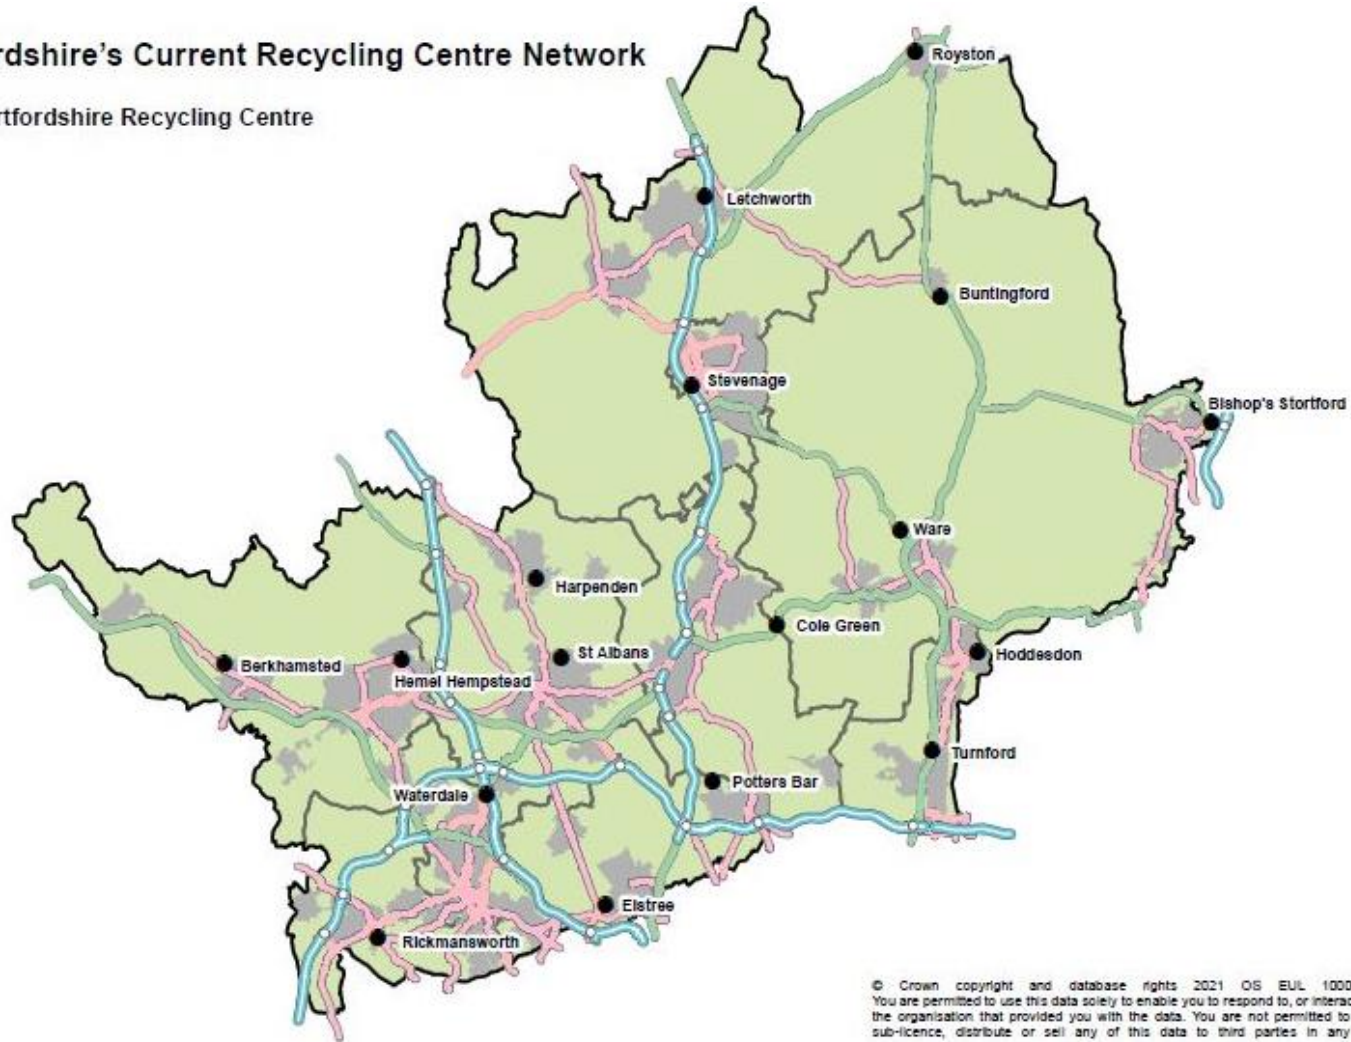 rdshire's Current Recycling Centre Network
rtfordshire Recycling Centre
Royston
Letchworth
Buntingford
Stevenage
Bishop's Stortford
Ware
Harpenden
Cole Green
St Albans
Hoddesdon
Berkhamsted
Hemel Hempstead
Turnford
Potters Bar
Waterdale
Elstree
Rickmansworth
© Crown copyright and database rights 2021 OS EUL 1000
You are permitted to use this data solely to enable you to respond to, or interac
the organisation that provided you with the data. You are not permitted to
sub-licence, distribute or sell any of this data to third parties in any